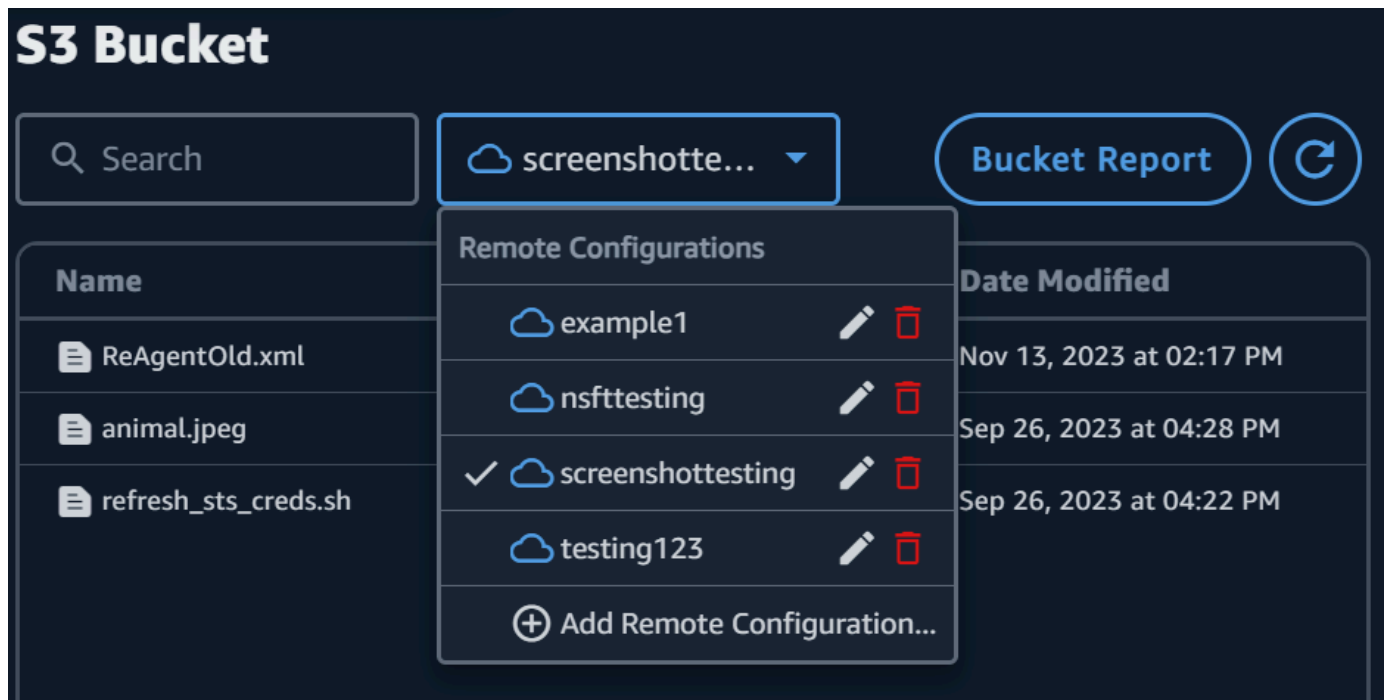 S3 Bucket
Search
screenshotte...
Bucket Report
Remote Configurations
example1
nsfttesting
screenshottesting
testing123
Add Remote Configuration...
Name
Date Modified
ReAgentOld.xml
Nov 13, 2023 at 02:17 PM
animal.jpeg
Sep 26, 2023 at 04:28 PM
refresh_sts_creds.sh
Sep 26, 2023 at 04:22 PM